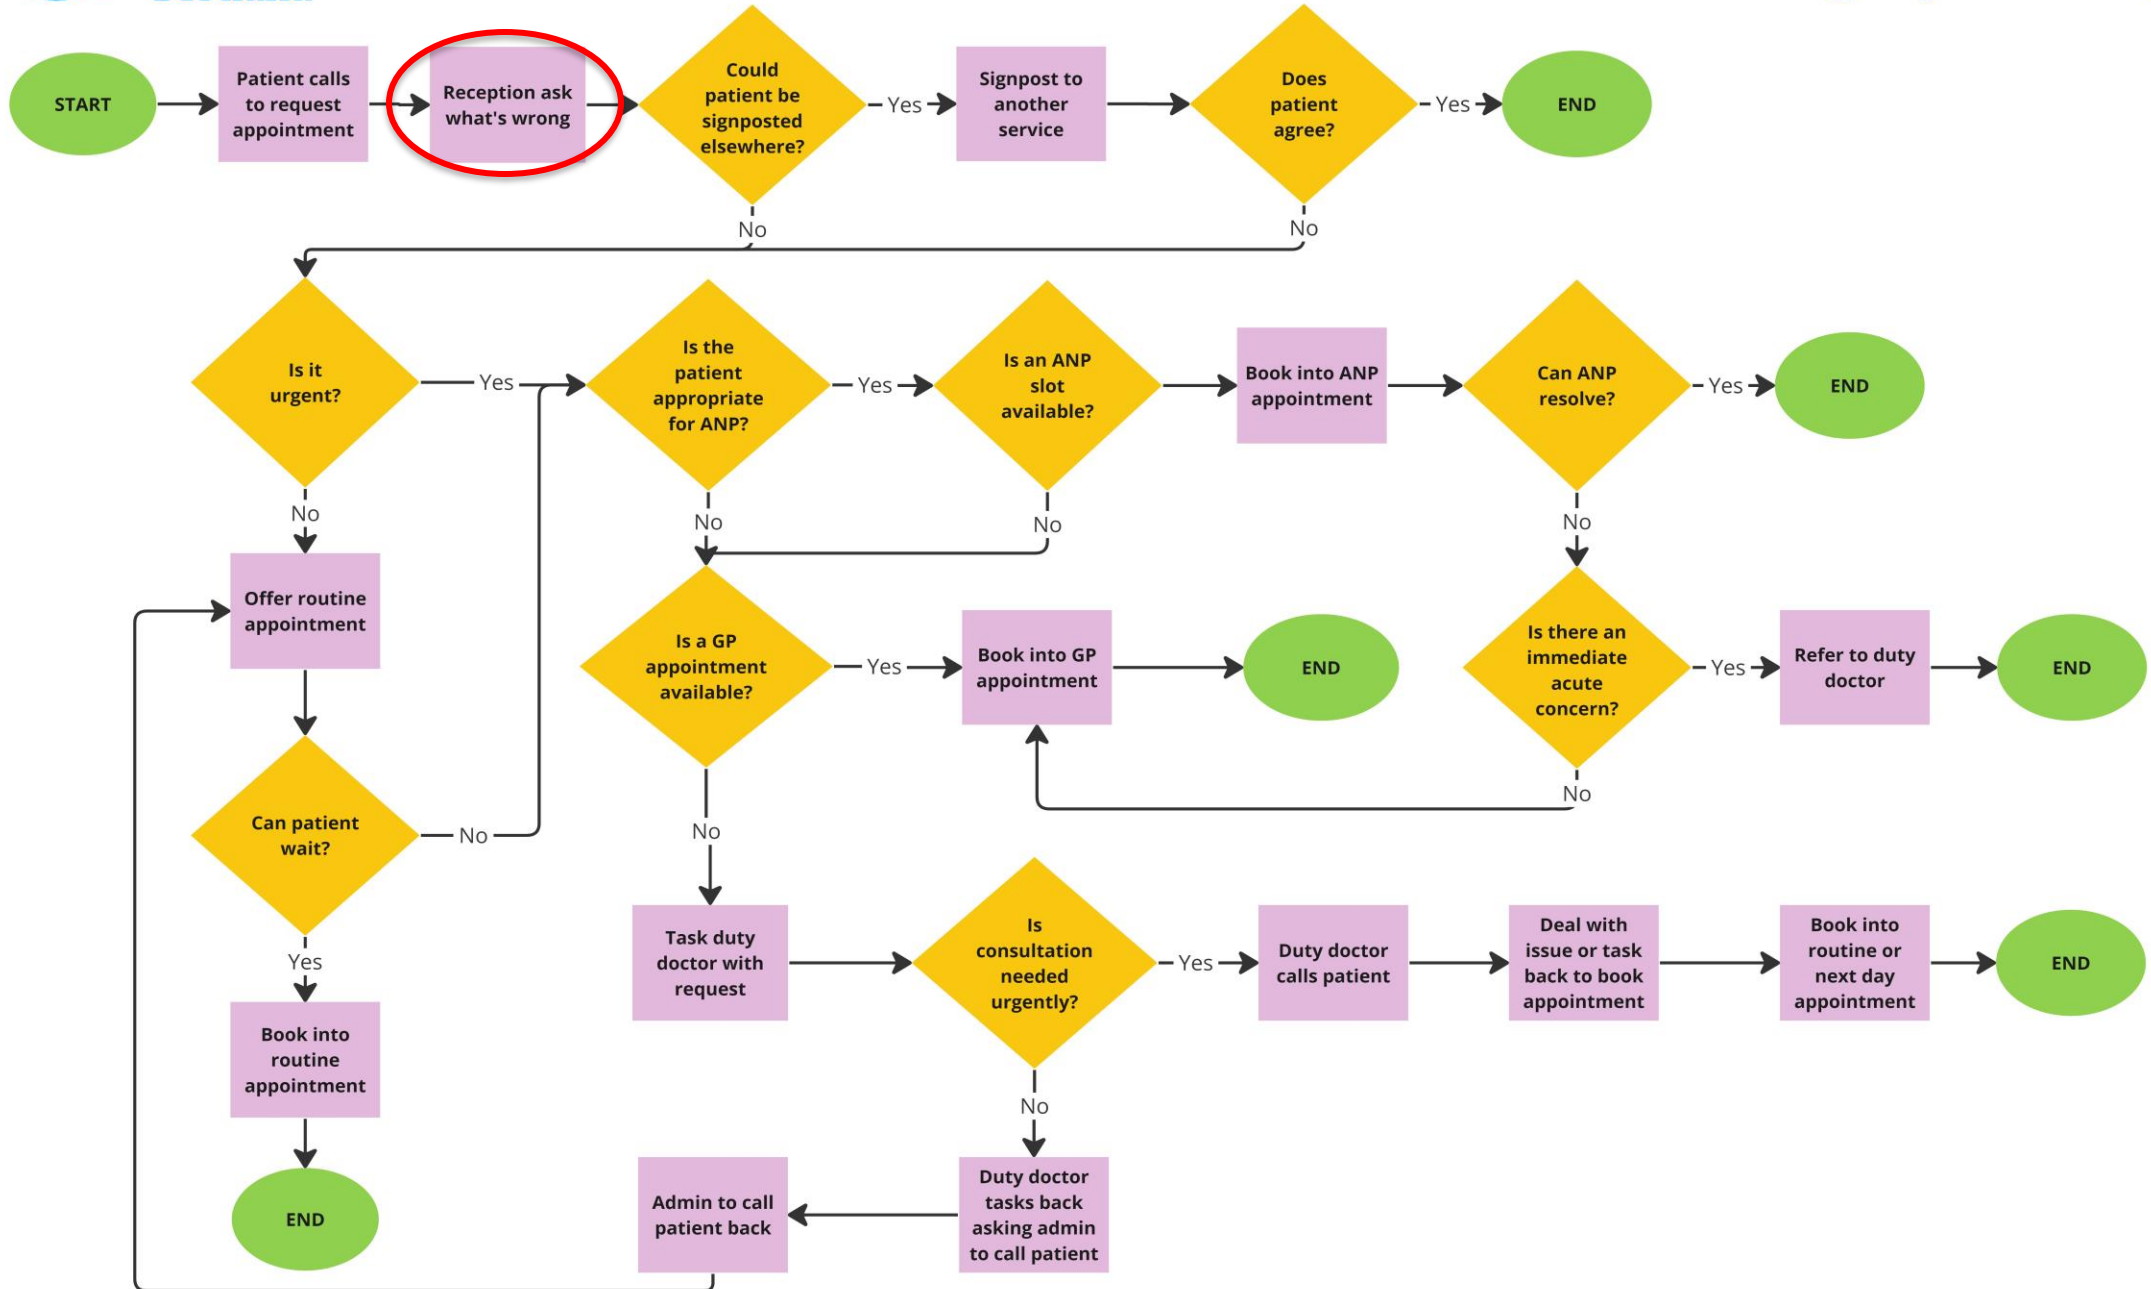 START
Patient calls
to request
appointment
Reception ask
what's wrong
Could
patient be
signposted
elsewhere?
Yes
Signpost to
another
service
Does
patient
agree?
Yes
END
No
No
Is it
urgent?
Yes
Is the
patient
appropriate
for ANP?
Yes
Is an ANP
slot
available?
Book into ANP
appointment
Can ANP
resolve?
Yes
END
No
No
No
No
Offer routine
appointment
Is a GP
appointment
available?
Yes
Book into GP
appointment
END
Is there an
immediate
acute
concern?
Yes
Refer to duty
doctor
END
No
Can patient
wait?
No
No
Yes
Task duty
doctor with
request
Is
consultation
needed
urgently?
Yes
Duty doctor
calls patient
Deal with
issue or task
back to book
appointment
Book into
routine or
next day
appointment
END
Book into
routine
appointment
No
END
Admin to call
patient back
Duty doctor
tasks back
asking admin
to call patient